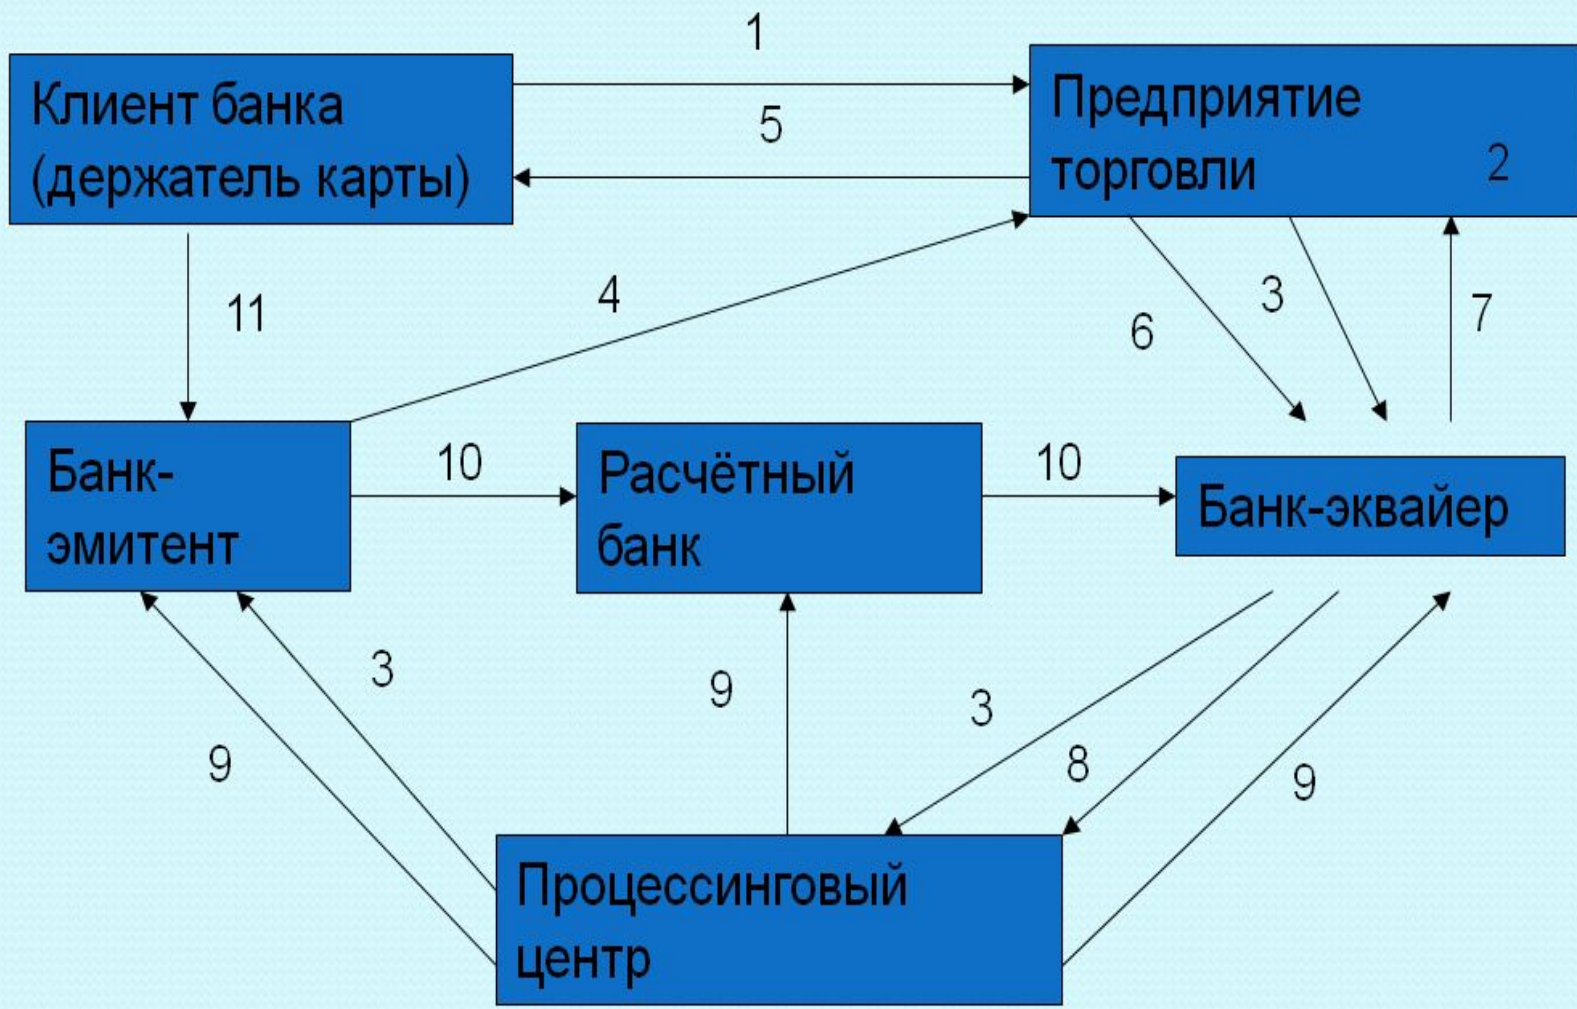 1
Клиент банка
(держатель карты)
5
Предприятие
торговли
2
11
4
6
3
7
Банк-
эмитент
10
Расчётный
банк
10
Банк-эквайер
3
9
9
3
8
9
Процессинговый
центр